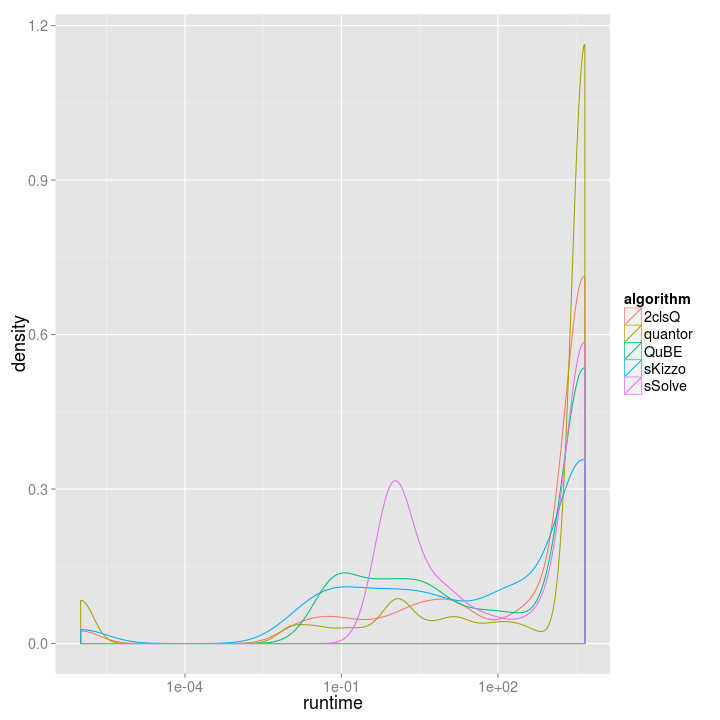 1.2
0.9
0.6
0.3
0.0
density
1e-04
1e-01
1e+02
runtime
algorithm
2clsQ
quantor
QuBE
sKizzo
sSolve